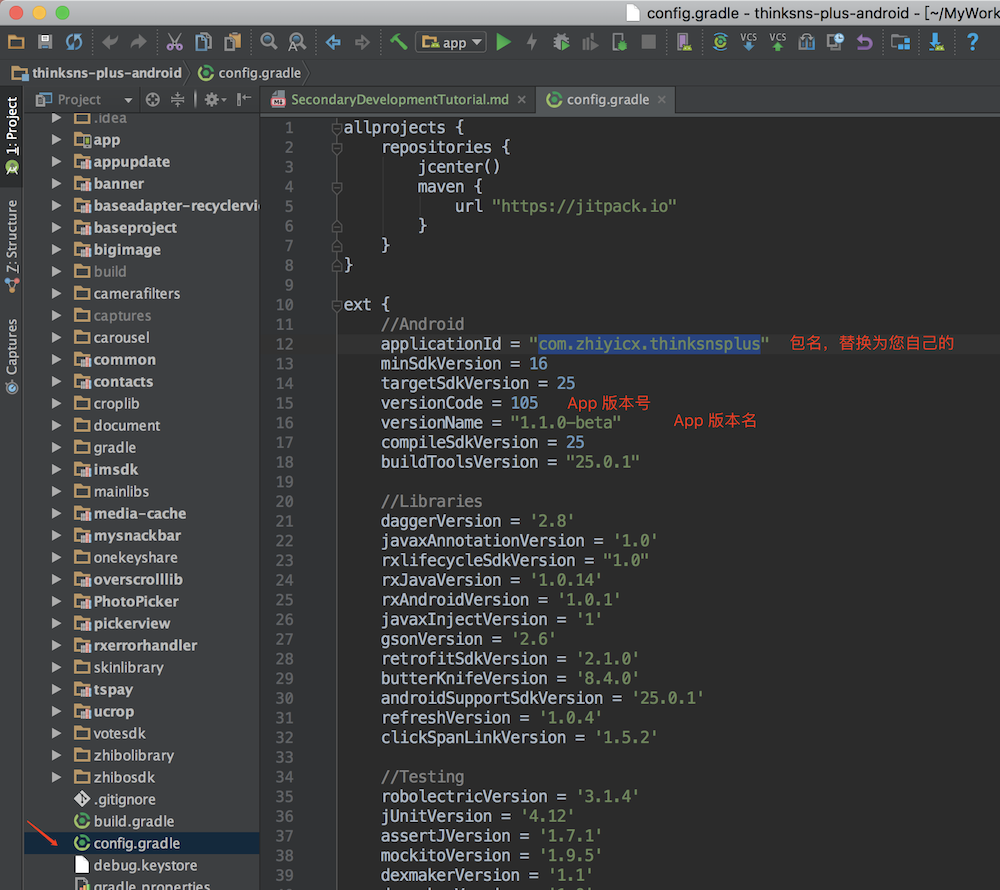 config.gradle - thinksns-plus-android - [~/MyWork
app
VCS
VCS
thinksns-plus-android
config.gradle
1: Project
Z: Structure
Captures
Project
.idea
app
appupdate
banner
baseadapter-recyclervi
baseproject
bigimage
build
camerafilters
captures
carousel
common
contacts
croplib
document
gradle
imsdk
mainlibs
media-cache
mysnackbar
onekeyshare
overscrolllib
PhotoPicker
pickerview
rxerrorhandler
skinlibrary
tspay
ucrop
votesdk
zhibolibrary
zhibosdk
.gitignore
build.gradle
config.gradle
debug.keystore
gradle.properties
SecondaryDevelopmentTutorial.md
config.gradle
1 allprojects {
2 repositories {
3 jcenter()
4 maven {
5 url "https://jitpack.io"
6 }
7 }
8 }
9
10 ext {
11 //Android
12 applicationId = "com.zhiyicx.thinksnsplus" 包名，替换为您自己的
13 minSdkVersion = 16
14 targetSdkVersion = 25
15 versionCode = 105 App 版本号
16 versionName = "1.1.0-beta" App 版本名
17 compileSdkVersion = 25
18 buildToolsVersion = "25.0.1"
19
20 //Libraries
21 daggerVersion = '2.8'
22 javaxAnnotationVersion = '1.0'
23 rxlifecycleSdkVersion = "1.0"
24 rxJavaVersion = '1.0.14'
25 rxAndroidVersion = '1.0.1'
26 javaxInjectVersion = '1'
27 gsonVersion = '2.6'
28 retrofitSdkVersion = '2.1.0'
29 butterKnifeVersion = '8.4.0'
30 androidSupportSdkVersion = '25.0.1'
31 refreshVersion = '1.0.4'
32 clickSpanLinkVersion = '1.5.2'
33
34 //Testing
35 robolectricVersion = '3.1.4'
36 jUnitVersion = '4.12'
37 assertJVersion = '1.7.1'
38 mockitoVersion = '1.9.5'
39 dexmakerVersion = '1.1'